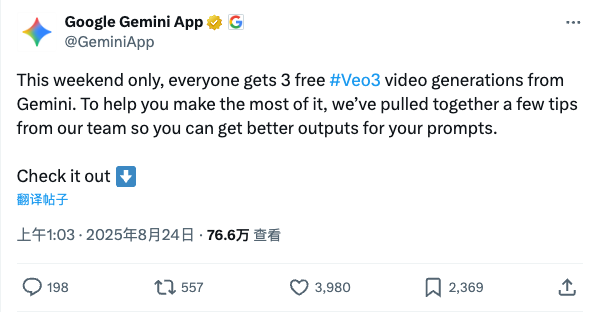 Google Gemini App
@GeminiApp
This weekend only, everyone gets 3 free #Veo3 video generations from
Gemini. To help you make the most of it, we’ve pulled together a few tips
from our team so you can get better outputs for your prompts.
Check it out ⬇️
翻译帖子
上午1:03 · 2025年8月24日 · 76.6万 查看
198 557 3,980 2,369